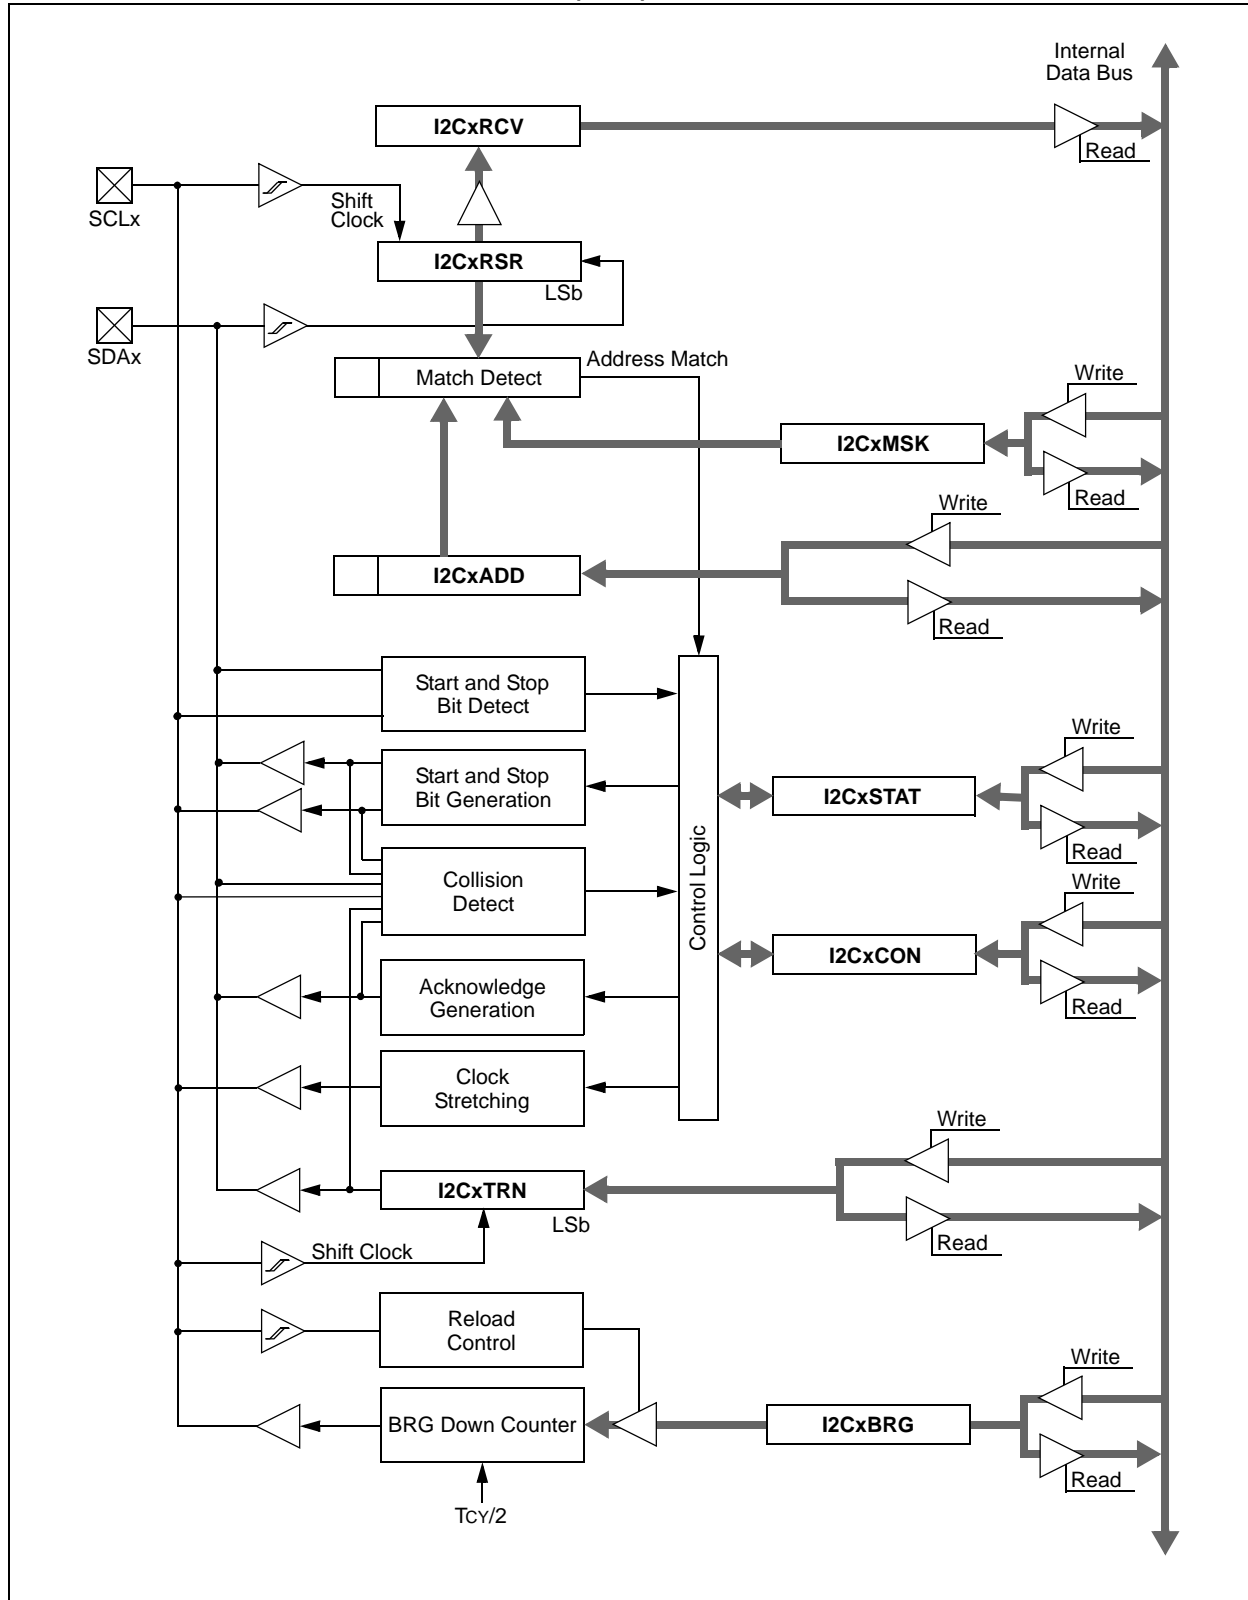 Internal
Data Bus
I2CxRCV
Read
SCLx
Shift
Clock
I2CxRSR
LSb
SDAx
Address Match
Match Detect
Write
I2CxMSK
Read
Write
I2CxADD
Read
Start and Stop
Bit Detect
Write
Start and Stop
Bit Generation
I2CxSTAT
Read
Control Logic
Collision
Detect
Write
I2CxCON
Acknowledge
Generation
Read
Clock
Stretching
Write
I2CxTRN
LSb
Read
Shift Clock
Reload
Control
Write
BRG Down Counter
I2CxBRG
Read
TCY/2